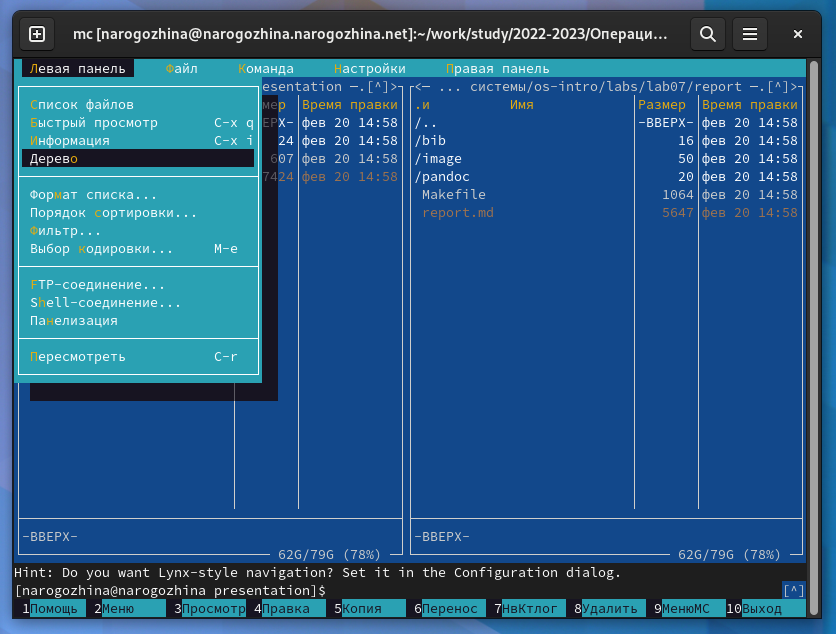 mc [narogozhina@narogozhina.narogozhina.net]:~/work/study/2022-2023/Операци...
Левая панель Файл Команда Настройки Правая панель
esentation —.[^]>
<— ... системы/os-intro/labs/lab07/report —.[^]>
Список файлов
Быстрый просмотр C-x q
Информация C-x i
Дерево
Формат списка...
Порядок сортировки...
Фильтр...
Выбор кодировки... M-e
FTP-соединение...
Shell-соединение...
Панелизация
Пересмотреть C-r
мер Время правки
ЕРХ- фев 20 14:58
24 фев 20 14:58
607 фев 20 14:58
7424 фев 20 14:58
.и Имя Размер Время правки
/.. -ВВЕРХ- фев 20 14:58
/bib 16 фев 20 14:58
/image 50 фев 20 14:58
/pandoc 20 фев 20 14:58
Makefile 1064 фев 20 14:58
report.md 5647 фев 20 14:58
-ВВЕРХ-
-ВВЕРХ-
62G/79G (78%)
62G/79G (78%)
Hint: Do you want Lynx-style navigation? Set it in the Configuration dialog.
[narogozhina@narogozhina presentation]$ [^]
1Помощь 2Меню 3Просмотр 4Правка 5Копия 6Перенос 7НвКтлог 8Удалить 9МенюМС 10Выход